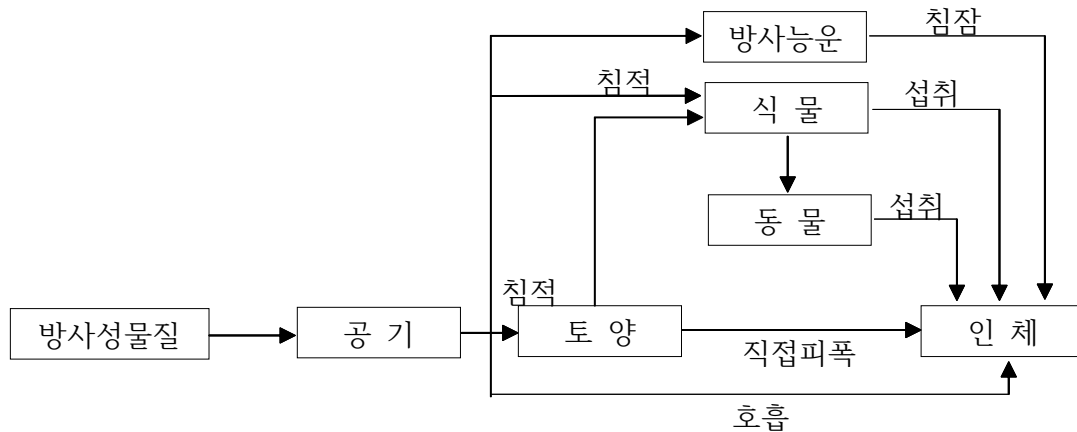 방사능운
침잠
침적
식 물
섭취
동 물
섭취
침적
방사성물질
공 기
토 양
직접피폭
인 체
호흡